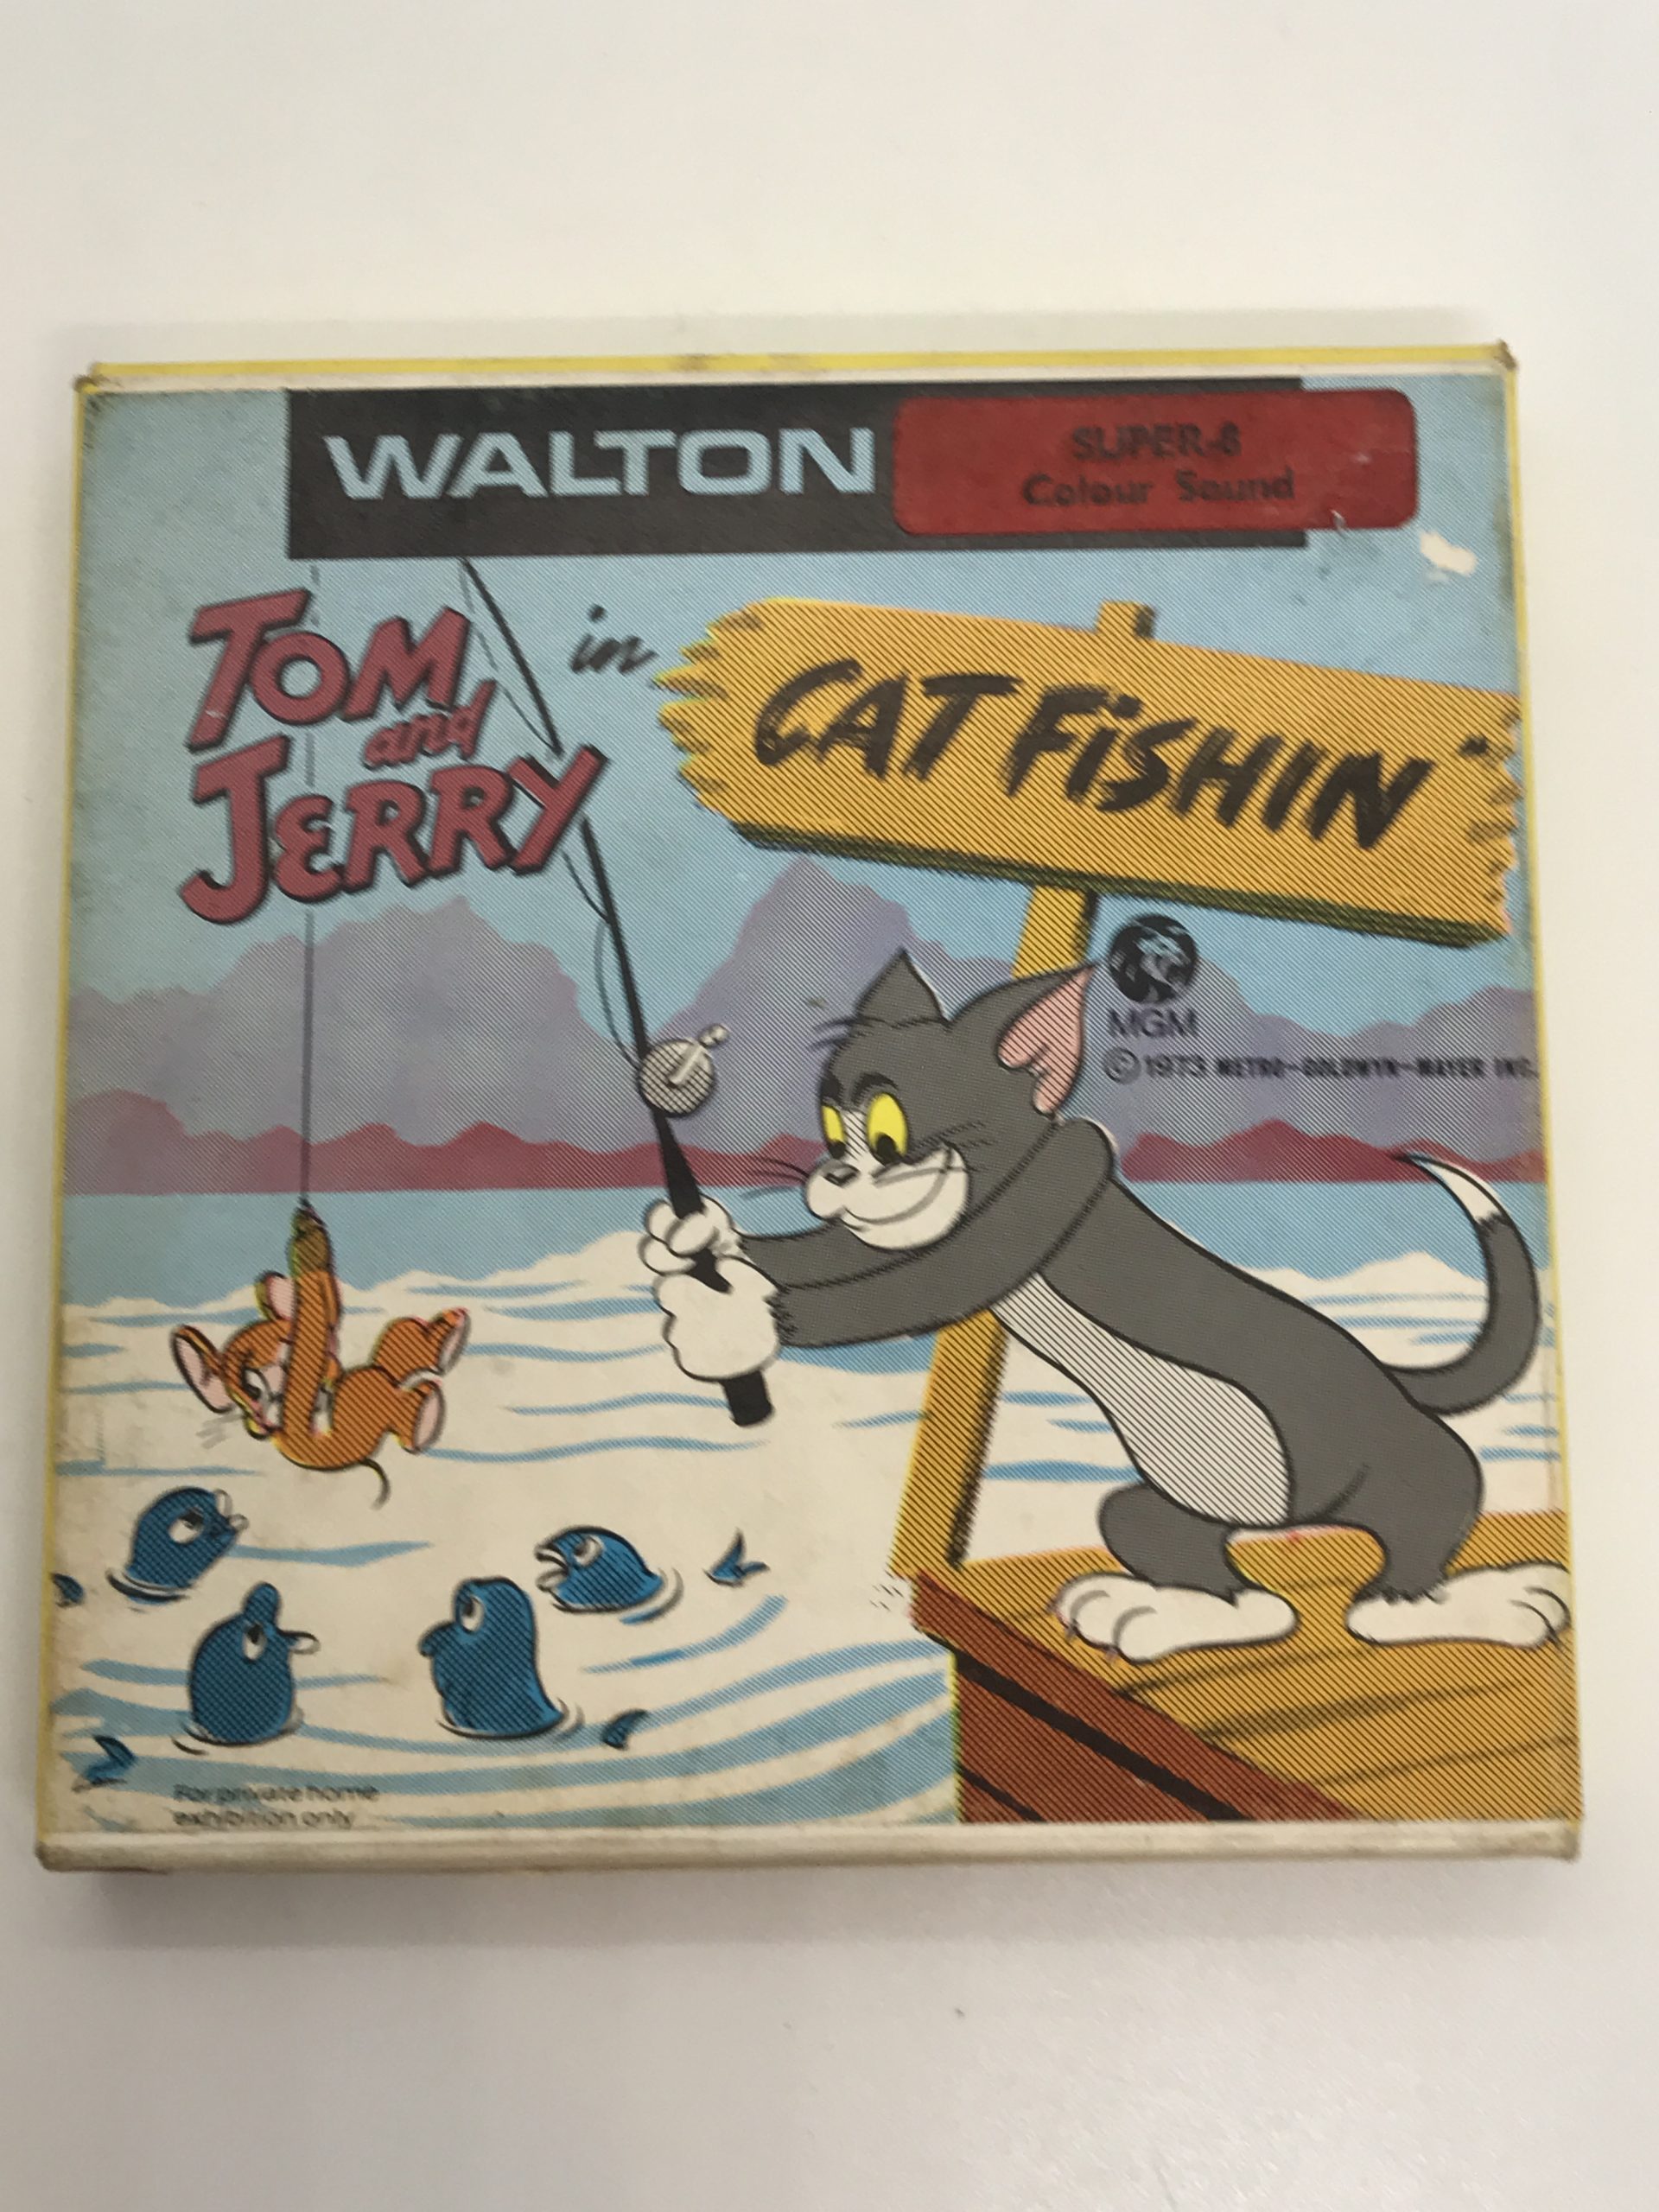 WALTON
SUPER-8
Colour Sound
TOM
and
JERRY
in
CAT FiSHIN'
MGM
© 1973 METRO-GOLDWYN-MAYER INC.
For private home
exhibition only